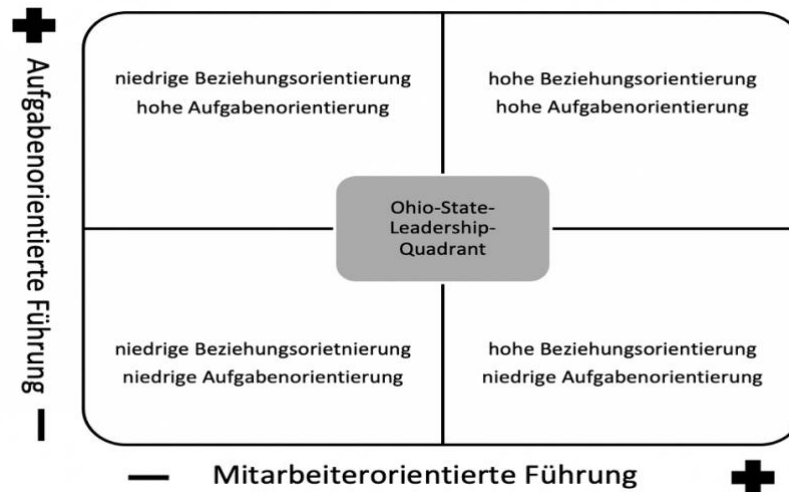 niedrige Beziehungsorientierung
hohe Aufgabenorientierung
hohe Beziehungsorientierung
hohe Aufgabenorientierung
Ohio-State-
Leadership-
Quadrant
niedrige Beziehungsorietnierung
niedrige Aufgabenorientierung
hohe Beziehungsorientierung
niedrige Aufgabenorientierung
+ Aufgabenorientierte Führung –
– Mitarbeiterorientierte Führung +